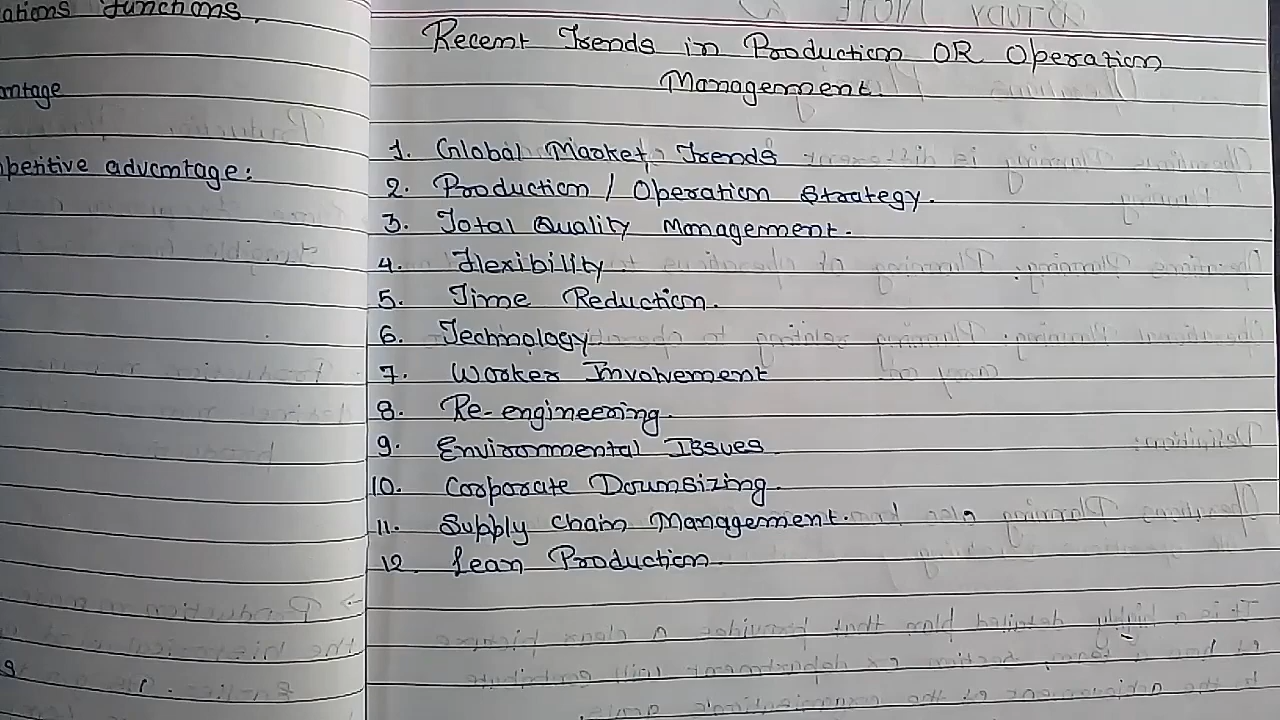 ations functions.
ntage
petitive advantage:
Recent Trends in Production OR Operation
Management.
1. Global Market Trends
2. Production / Operation Strategy.
3. Total Quality Management.
4. Flexibility
5. Time Reduction.
6. Technology
7. Worker Involvement
8. Re-engineering.
9. Environmental Issues
10. Corporate Downsizing.
11. Supply Chain Management.
12. Lean Production